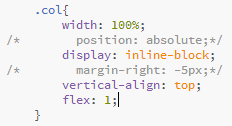 .col{
width: 100%;
/* position: absolute;*/
display: inline-block;
/* margin-right: -5px;*/
vertical-align: top;
flex: 1;
}